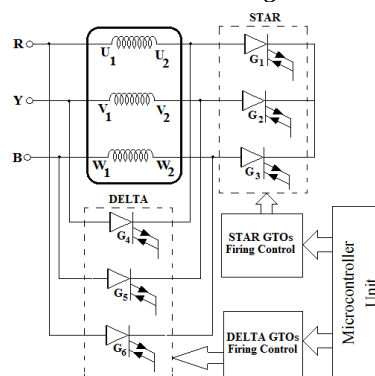 STAR
R
U1
U2
G1
Y
V1
V2
G2
B
W1
W2
G3
DELTA
G4
STAR GTOs
Firing Control
G5
Microcontroller
Unit
DELTA GTOs
Firing Control
G6